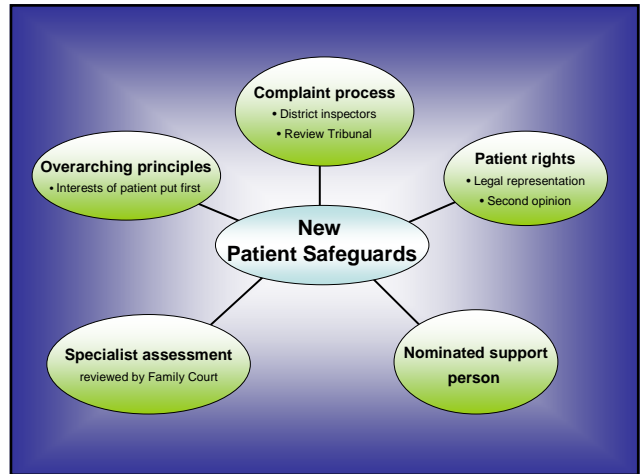 Complaint process
• District inspectors
• Review Tribunal
Overarching principles
• Interests of patient put first
Patient rights
• Legal representation
• Second opinion
New
Patient Safeguards
Specialist assessment
reviewed by Family Court
Nominated support
person